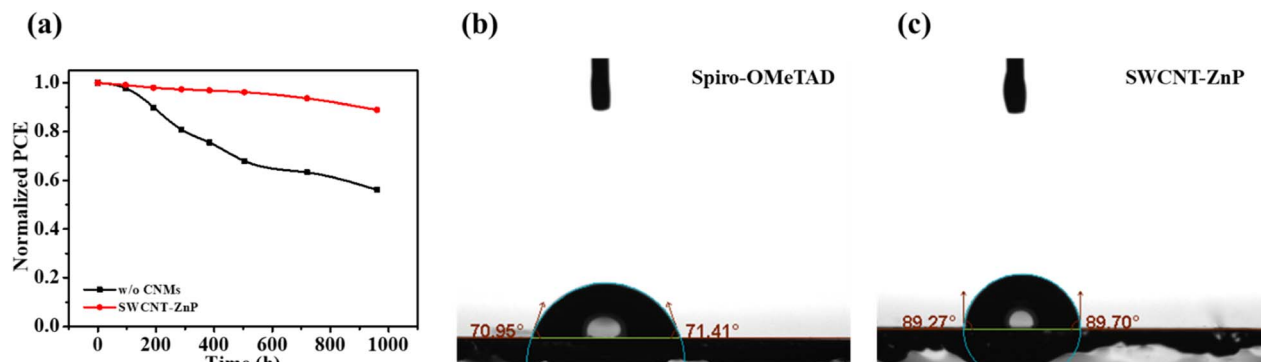 (a)
1.0
0.8
0.6
0.4
0.2
0.0
Normalized PCE
w/o CNMs
SWCNT-ZnP
0 200 400 600 800 1000
Time (h)
(b)
Spiro-OMeTAD
70.95° 71.41°
(c)
SWCNT-ZnP
89.27° 89.70°